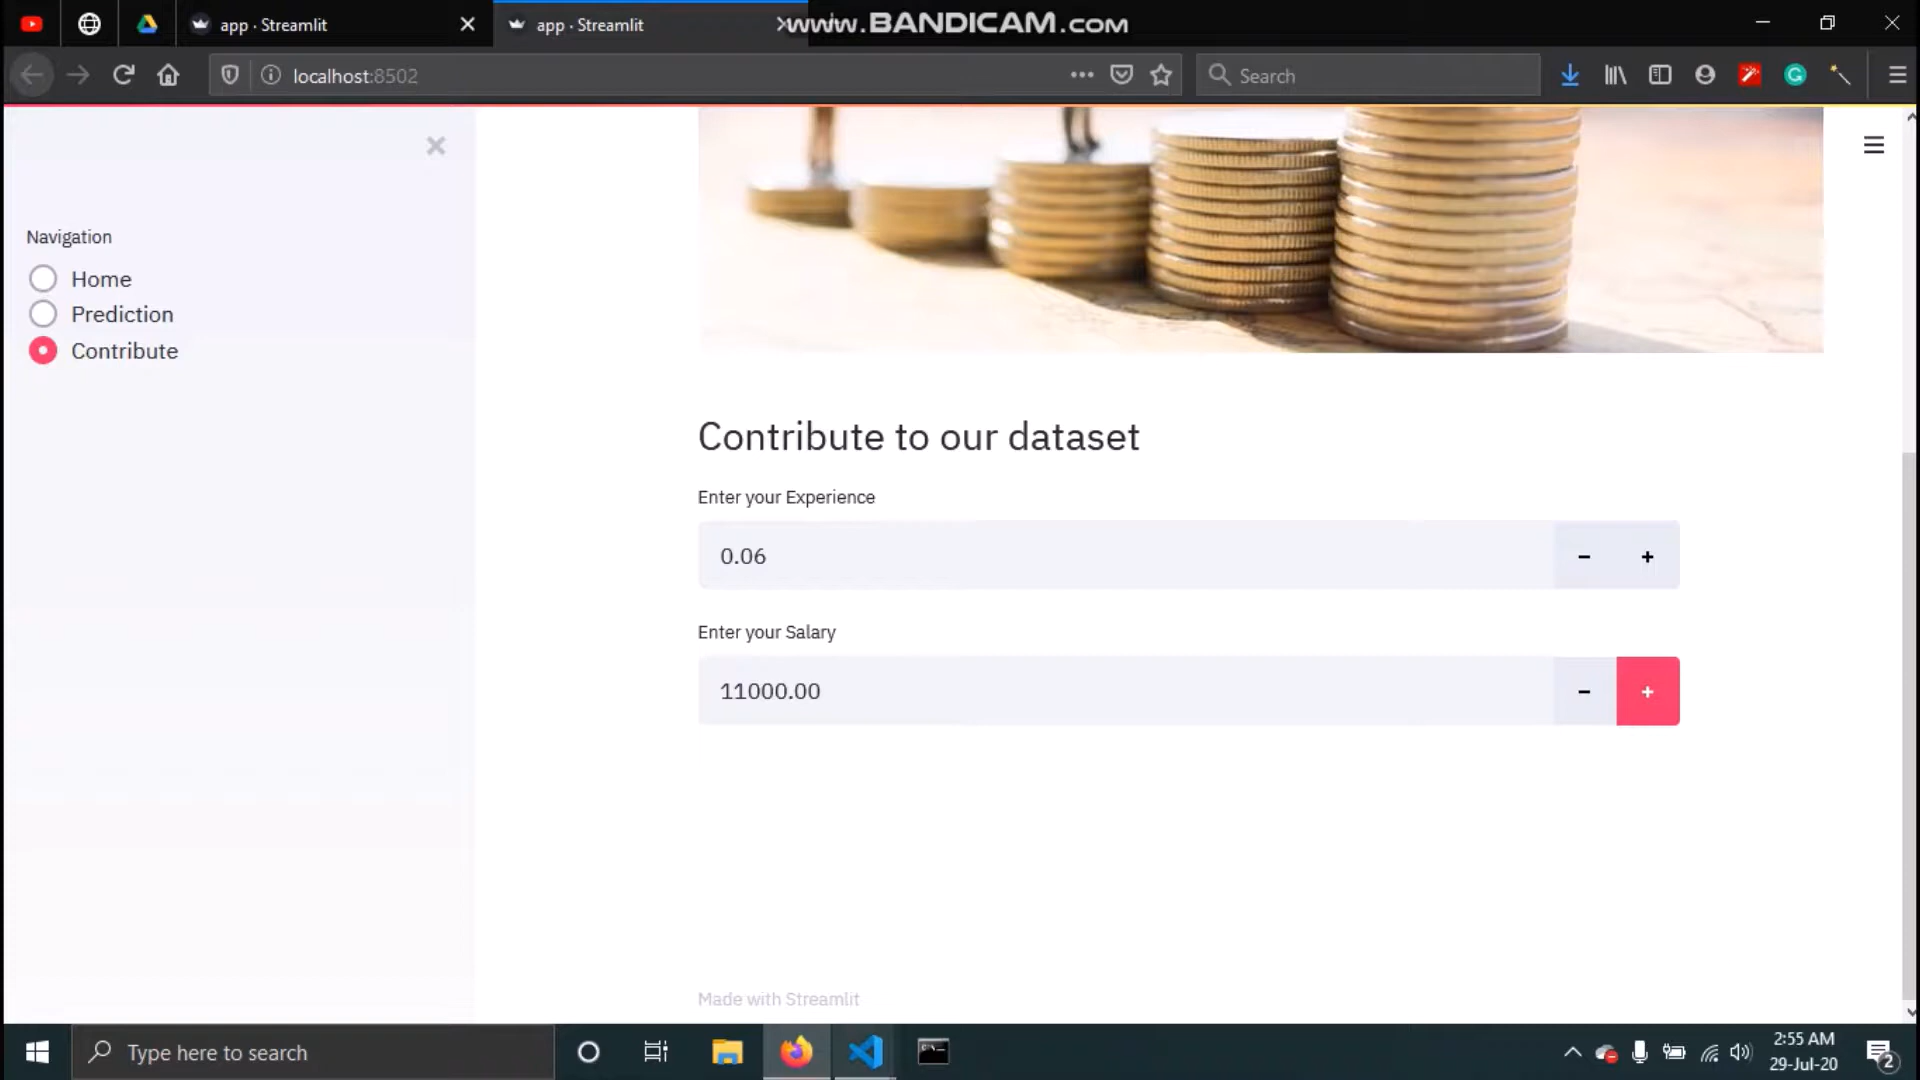 app · Streamlit
app · Streamlit
www.BANDICAM.com
localhost:8502
Search
Navigation
Home
Prediction
Contribute
Contribute to our dataset
Enter your Experience
0.06
Enter your Salary
11000.00
Made with Streamlit
Type here to search
2:55 AM
29-Jul-20
2